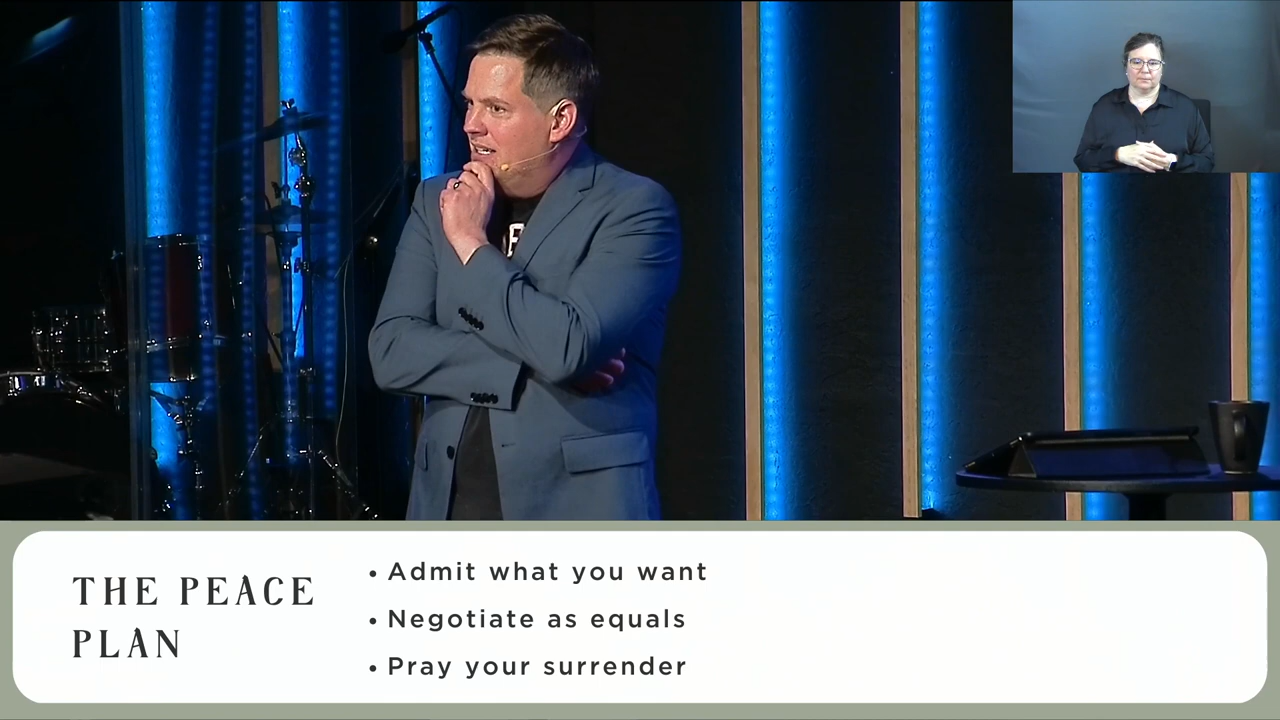 THE PEACE
PLAN
• Admit what you want
• Negotiate as equals
• Pray your surrender